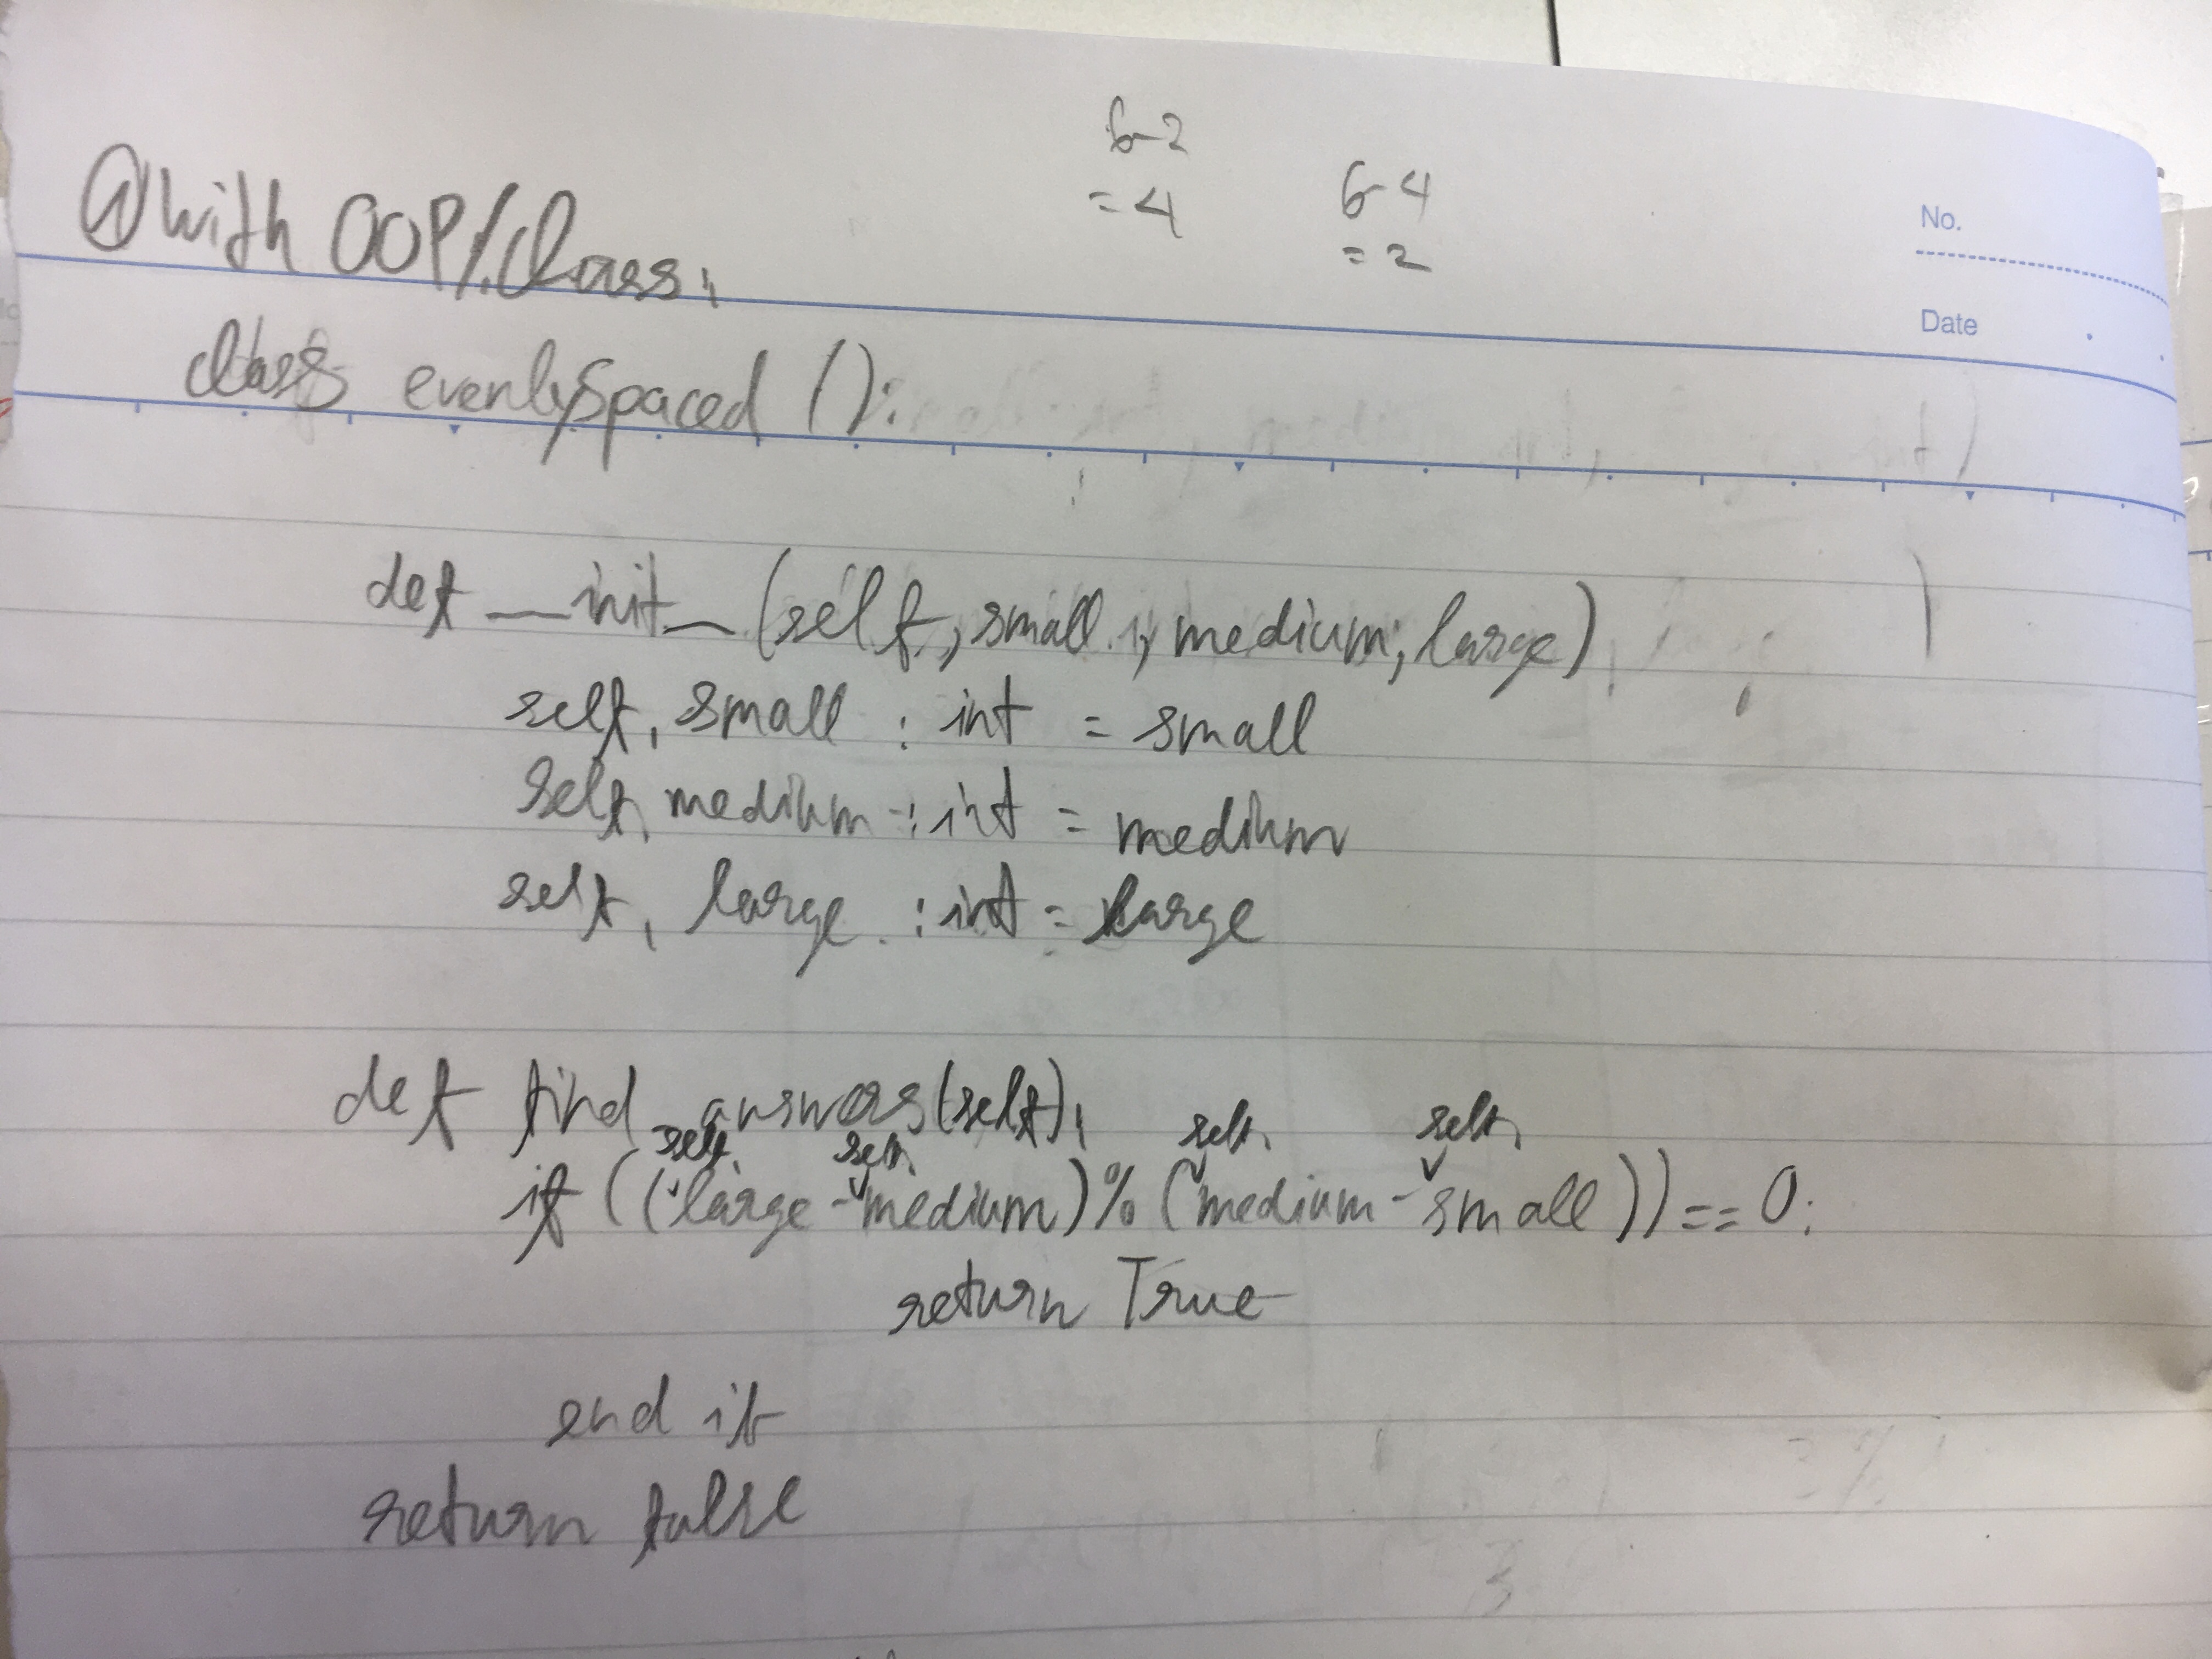 6-2
= 4
6-4
= 2
No.
Date
① with OOP/class.
class evenlySpaced ():
def __init__(self, small, medium, large)
self.small : int = small
self.medium : int = medium
self.large : int = large
def find_answers(self).
self. self. self. self.
if ((large - medium) % (medium - small)) == 0:
return True
end if
return false